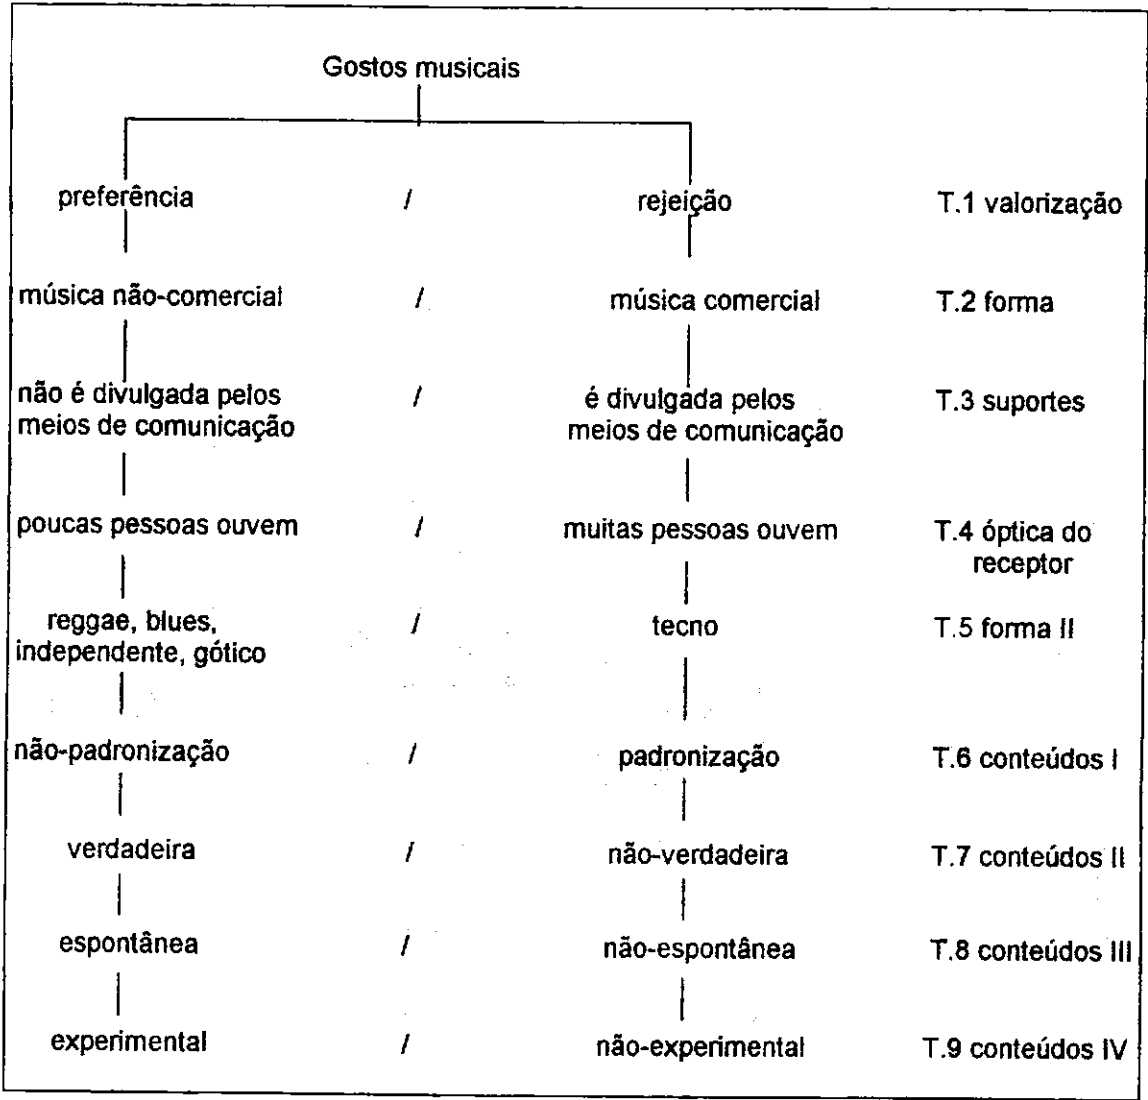 Gostos musicais
preferência / rejeição T.1 valorização
música não-comercial / música comercial T.2 forma
não é divulgada pelos / é divulgada pelos T.3 suportes
meios de comunicação meios de comunicação
poucas pessoas ouvem / muitas pessoas ouvem T.4 óptica do
receptor
reggae, blues, / tecno T.5 forma II
independente, gótico
não-padronização / padronização T.6 conteúdos I
verdadeira / não-verdadeira T.7 conteúdos II
espontânea / não-espontânea T.8 conteúdos III
experimental / não-experimental T.9 conteúdos IV